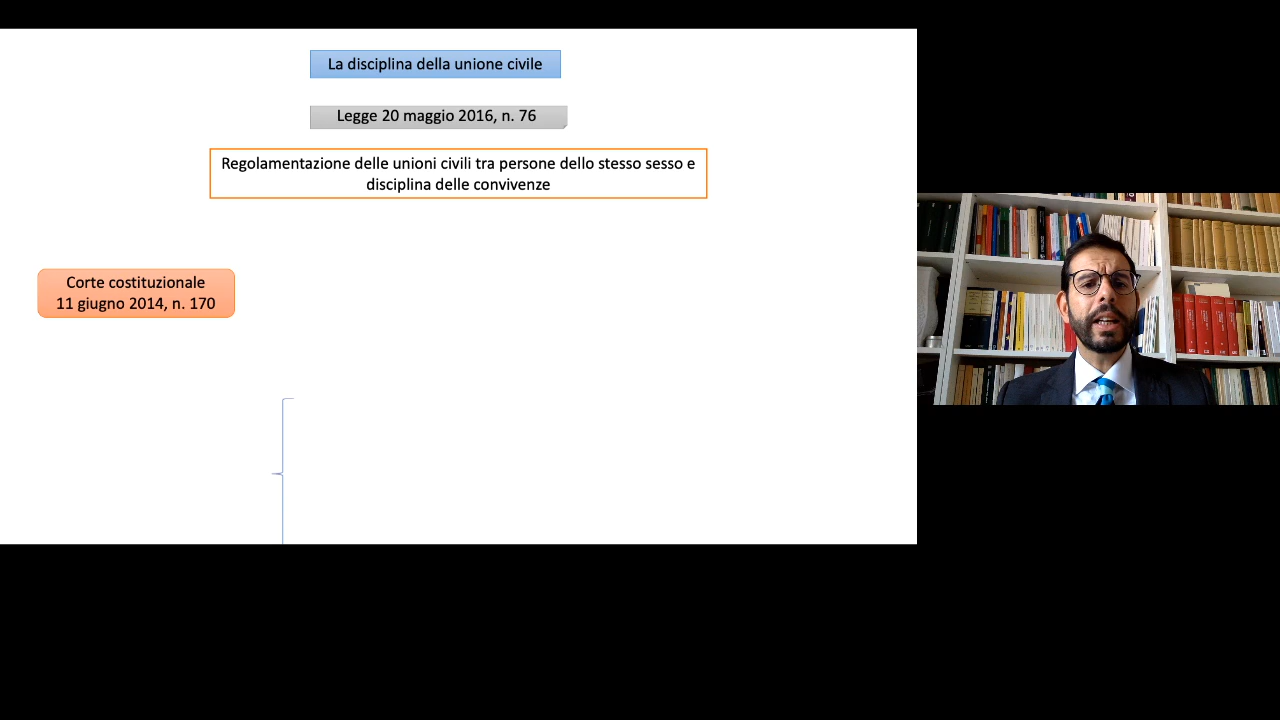 La disciplina della unione civile
Legge 20 maggio 2016, n. 76
Regolamentazione delle unioni civili tra persone dello stesso sesso e
disciplina delle convivenze
Corte costituzionale
11 giugno 2014, n. 170